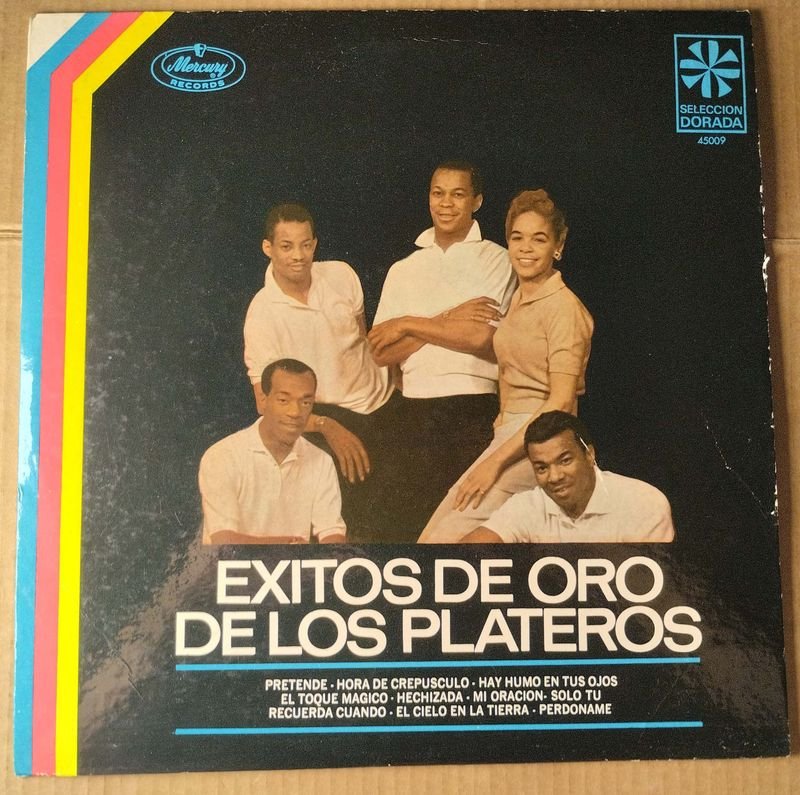 Mercury
RECORDS
SELECCION
DORADA
45009
EXITOS DE ORO
DE LOS PLATEROS
PRETENDE · HORA DE CREPUSCULO · HAY HUMO EN TUS OJOS
EL TOQUE MAGICO · HECHIZADA · MI ORACION · SOLO TU
RECUERDA CUANDO · EL CIELO EN LA TIERRA · PERDONAME